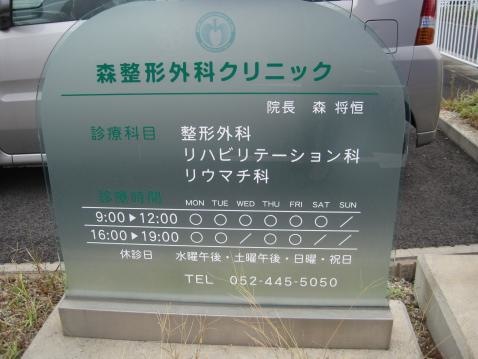 森整形外科クリニック
院長 森 将恒
診療科目 整形外科
リハビリテーション科
リウマチ科
診療時間 MON TUE WED THU FRI SAT SUN
9:00▶12:00 ○ ○ ○ ○ ○ ○ ／
16:00▶19:00 ○ ○ ／ ○ ○ ／ ／
休診日 水曜午後・土曜午後・日曜・祝日
TEL 052-445-5050